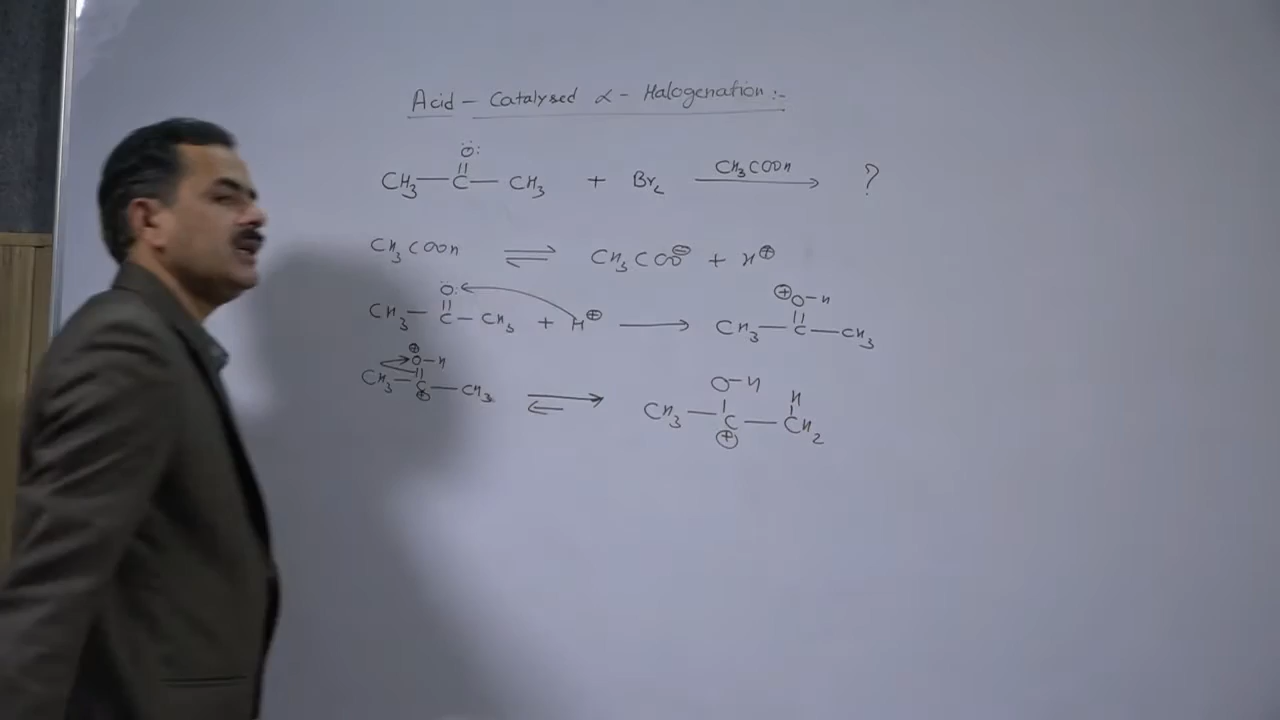 Acid – Catalysed α – Halogenation :-
CH₃ – C(=Ö:) – CH₃ + Br₂ —CH₃COOH→ ?
CH₃COOH ⇌ CH₃COO⊖ + H⊕
CH₃ – C(=O:) – CH₃ + H⊕ → CH₃ – C(=O⊕–H) – CH₃
CH₃ – C⊕(=O⊕–H) – CH₃ ⇌ CH₃ – C⊕(O–H) – CH₂(–H)